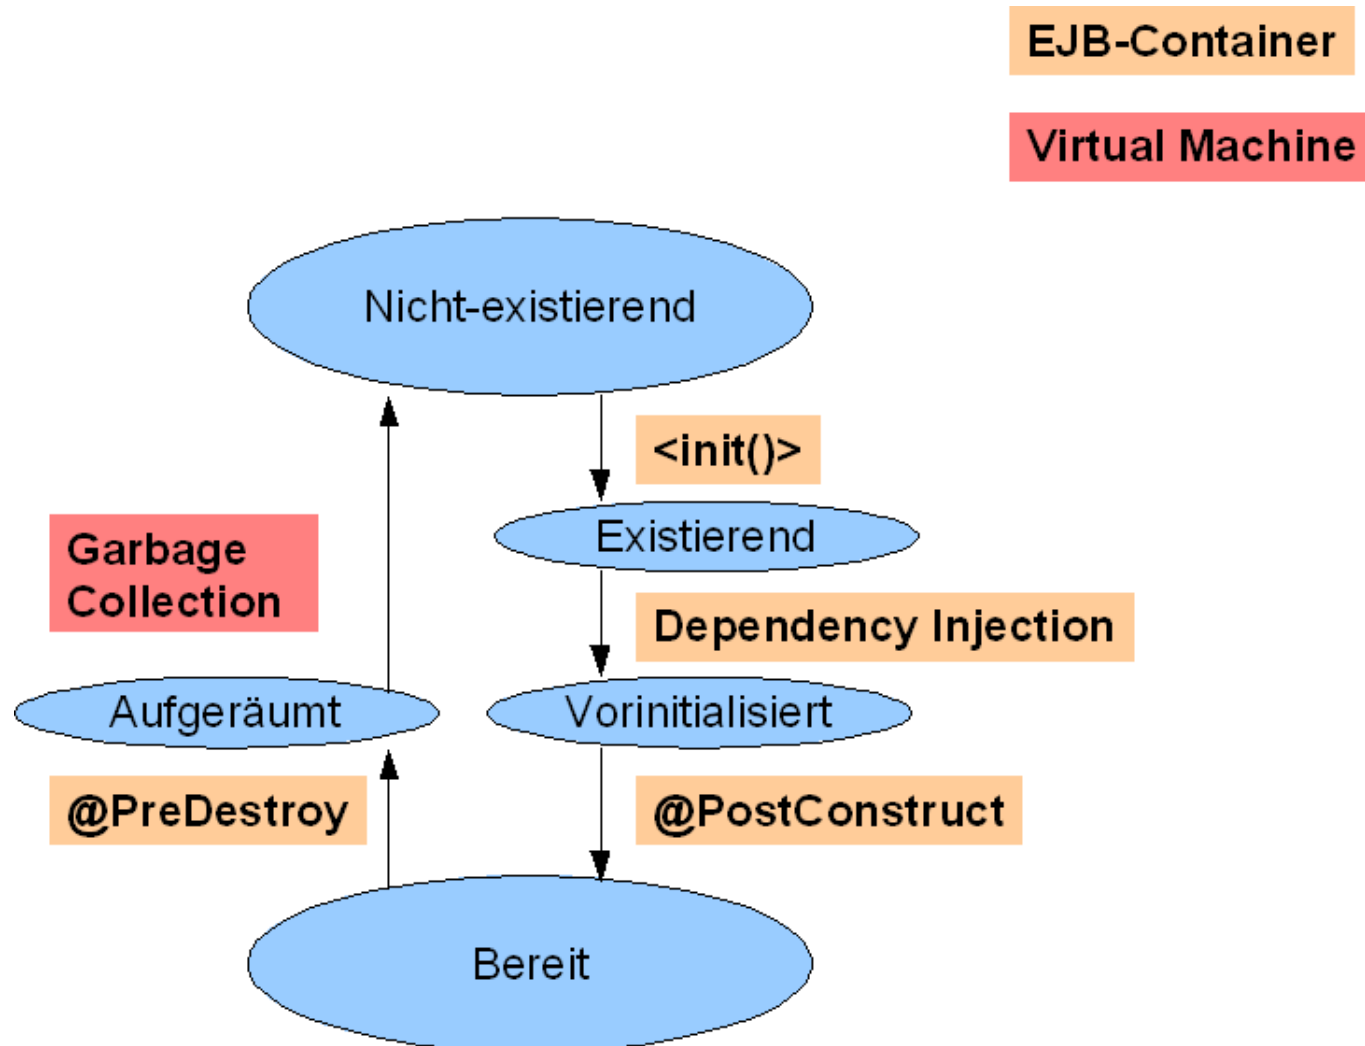 EJB-Container
Virtual Machine
Nicht-existierend
<init()>
Existierend
Garbage
Collection
Dependency Injection
Aufgeräumt
Vorinitialisiert
@PreDestroy
@PostConstruct
Bereit